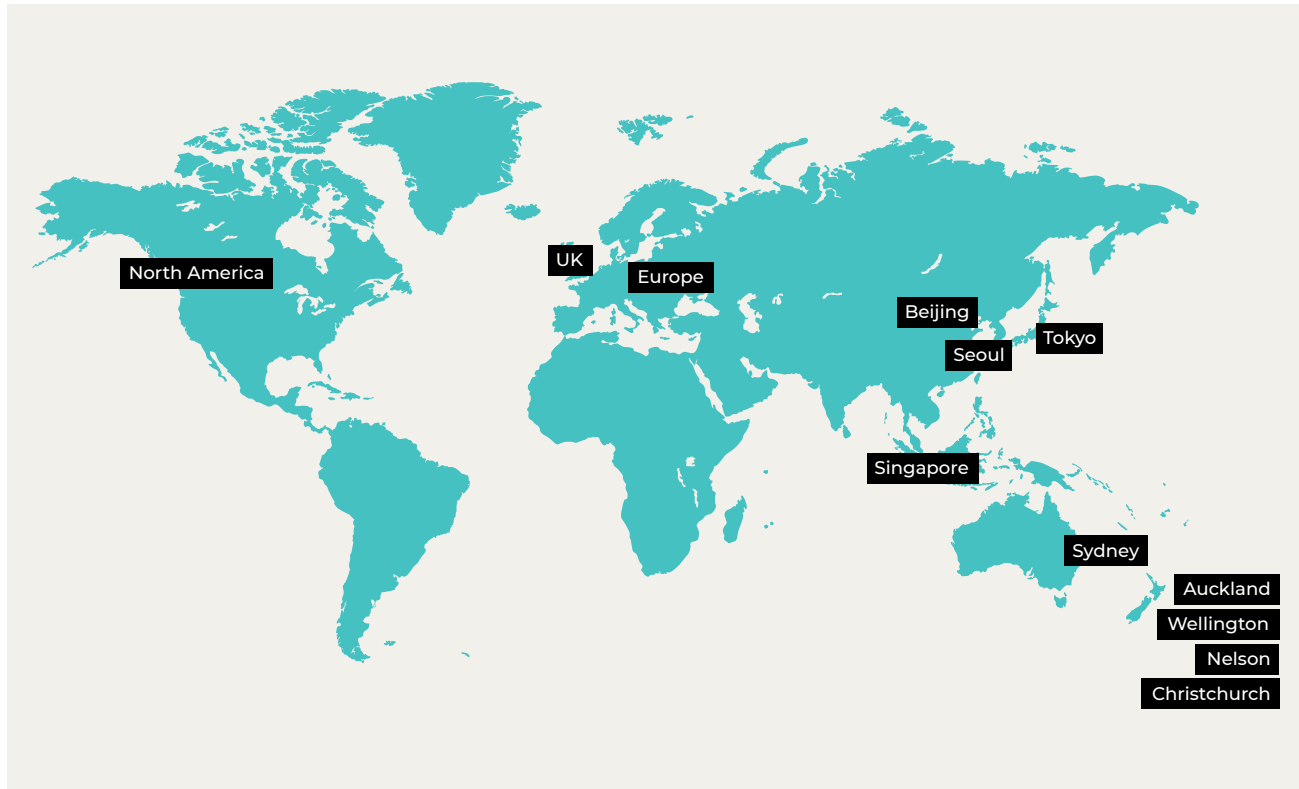 UK
North America
Europe
Beijing
Tokyo
Seoul
Singapore
Sydney
Auckland
Wellington
Nelson
Christchurch